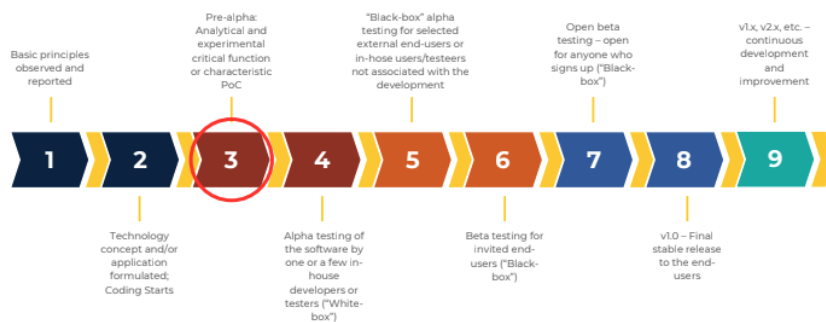 Basic principles
observed and
reported
Pre-alpha:
Analytical and
experimental
critical function
or characteristic
PoC
“Black-box” alpha
testing for selected
external end-users or
in-hose users/testeers
not associated with the
development
Open beta
testing – open
for anyone who
signs up (“Black-
box”)
v1.x, v2.x, etc. –
continuous
development
and
improvement
1
2
3
4
5
6
7
8
9
Technology
concept and/or
application
formulated;
Coding Starts
Alpha testing of
the software by
one or a few in-
house
developers or
testers (“White-
box”)
Beta testing for
invited end-
users (“Black-
box”)
v1.0 – Final
stable release
to the end-
users